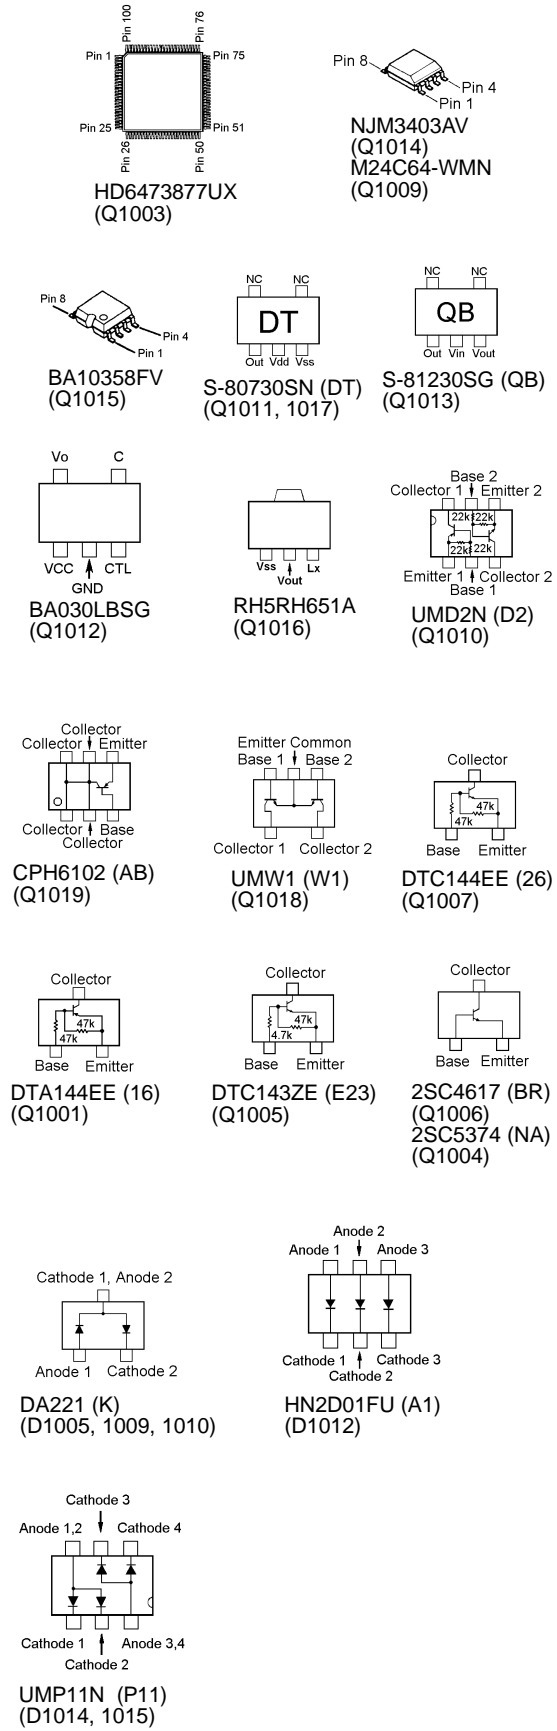 Pin 100
Pin 76
Pin 1
Pin 75
Pin 25
Pin 51
Pin 26
Pin 50
HD6473877UX
(Q1003)
Pin 8
Pin 4
Pin 1
NJM3403AV
(Q1014)
M24C64-WMN
(Q1009)
Pin 8
Pin 4
Pin 1
BA10358FV
(Q1015)
NC NC
DT
Out Vdd Vss
S-80730SN (DT)
(Q1011, 1017)
NC NC
QB
Out Vin Vout
S-81230SG (QB)
(Q1013)
Vo C
VCC CTL
GND
BA030LBSG
(Q1012)
Vss Lx
Vout
RH5RH651A
(Q1016)
Base 2
Collector 1 Emitter 2
22k 22k
22k 22k
Emitter 1 Collector 2
Base 1
UMD2N (D2)
(Q1010)
Collector
Collector Emitter
Collector Base
Collector
CPH6102 (AB)
(Q1019)
Emitter Common
Base 1 Base 2
Collector 1 Collector 2
UMW1 (W1)
(Q1018)
Collector
47k
47k
Base Emitter
DTC144EE (26)
(Q1007)
Collector
47k
47k
Base Emitter
DTA144EE (16)
(Q1001)
Collector
47k
4.7k
Base Emitter
DTC143ZE (E23)
(Q1005)
Collector
Base Emitter
2SC4617 (BR)
(Q1006)
2SC5374 (NA)
(Q1004)
Cathode 1, Anode 2
Anode 1 Cathode 2
DA221 (K)
(D1005, 1009, 1010)
Anode 2
Anode 1 Anode 3
Cathode 1 Cathode 3
Cathode 2
HN2D01FU (A1)
(D1012)
Cathode 3
Anode 1,2 Cathode 4
Cathode 1 Anode 3,4
Cathode 2
UMP11N (P11)
(D1014, 1015)